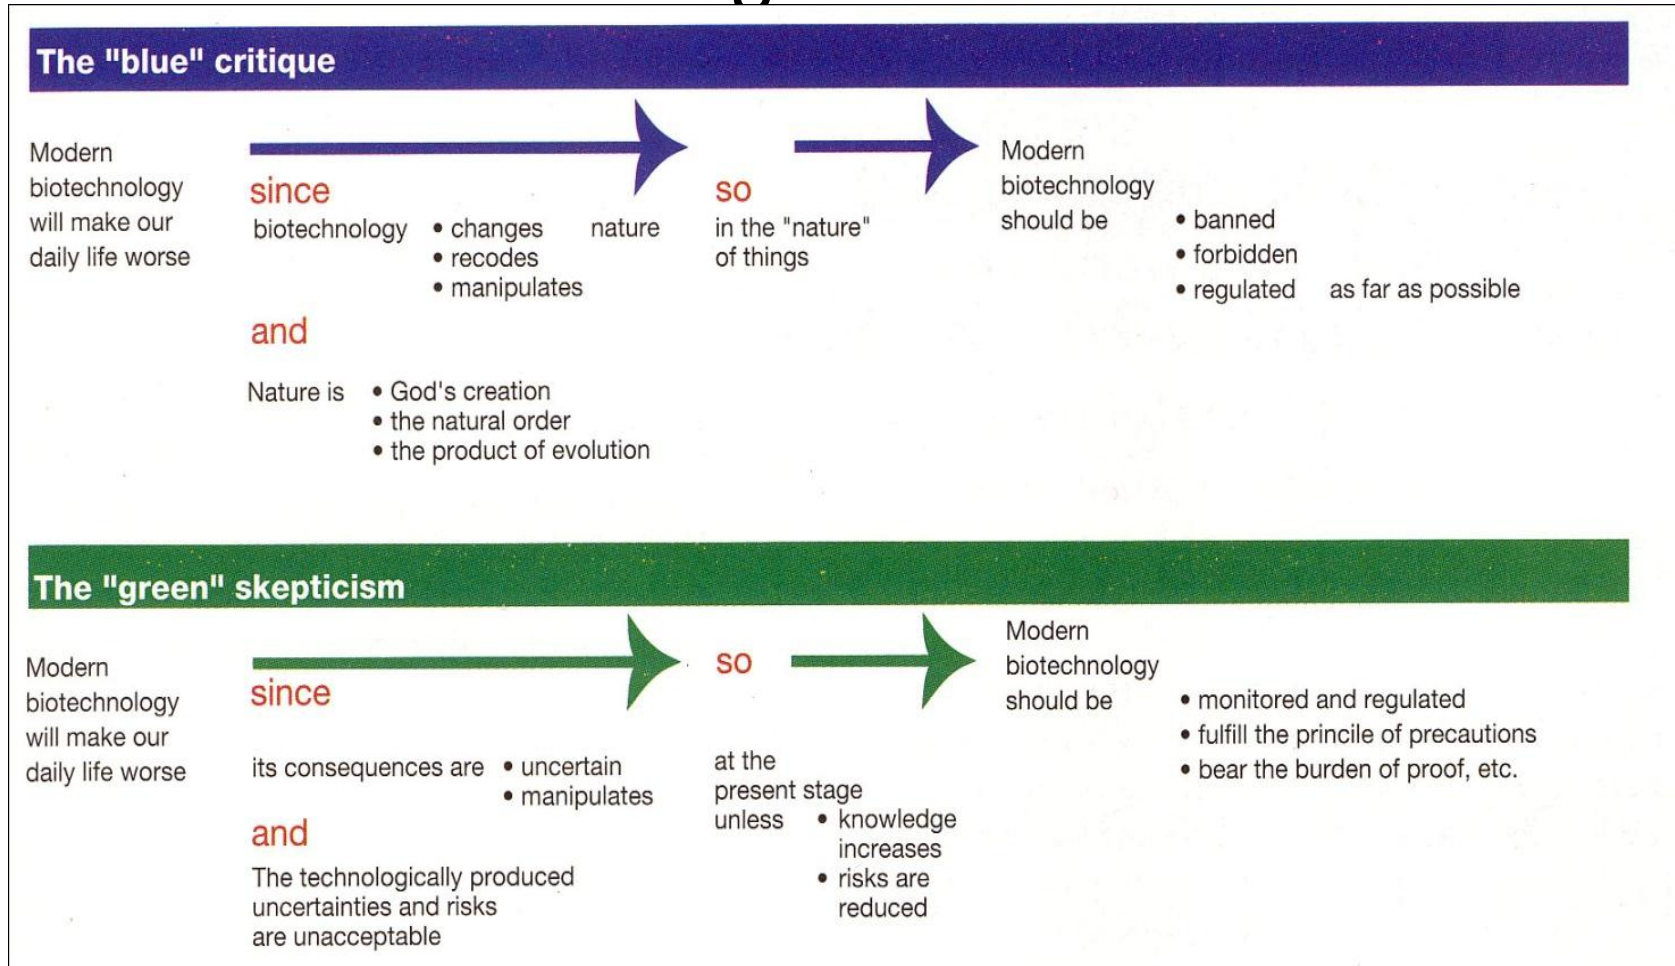 The "blue" critique
Modern
biotechnology
will make our
daily life worse
since
biotechnology • changes nature
• recodes
• manipulates
and
Nature is • God's creation
• the natural order
• the product of evolution
so
in the "nature"
of things
Modern
biotechnology
should be
• banned
• forbidden
• regulated as far as possible
The "green" skepticism
Modern
biotechnology
will make our
daily life worse
since
its consequences are • uncertain
• manipulates
and
The technologically produced
uncertainties and risks
are unacceptable
so
at the
present stage
unless • knowledge
increases
• risks are
reduced
Modern
biotechnology
should be
• monitored and regulated
• fulfill the princile of precautions
• bear the burden of proof, etc.